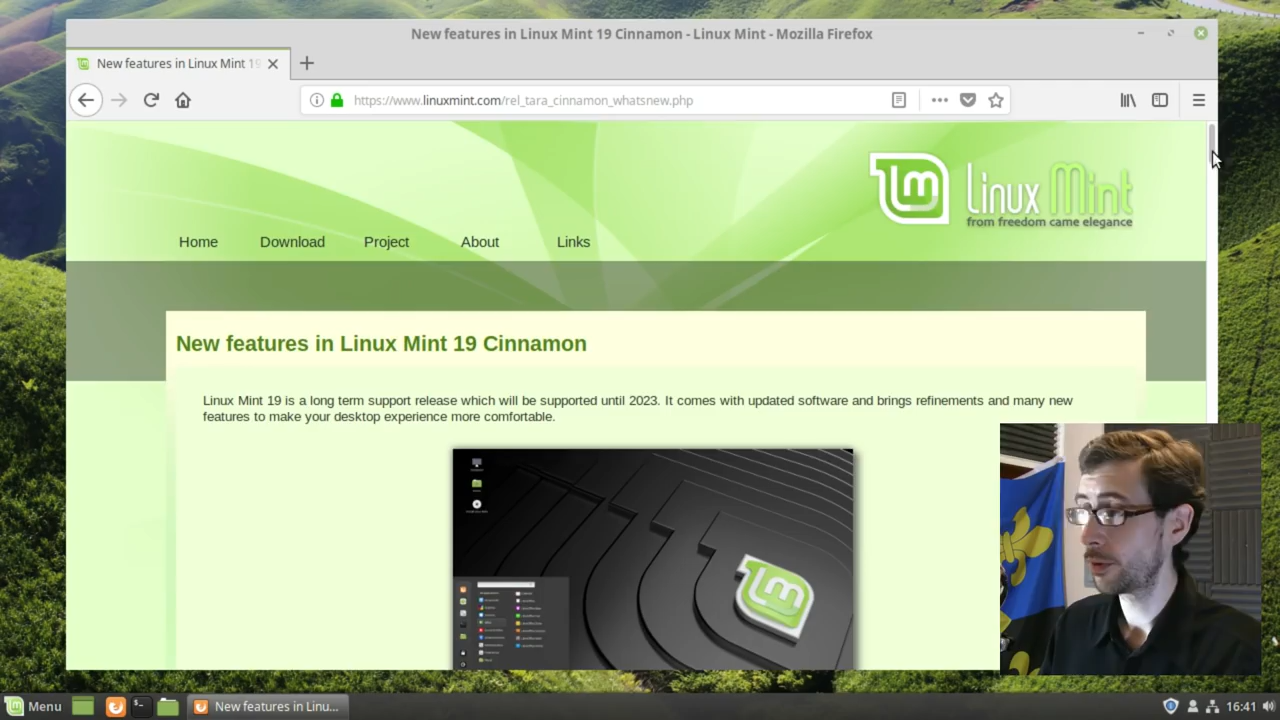 New features in Linux Mint 19 Cinnamon - Linux Mint - Mozilla Firefox
New features in Linux Mint 19
https://www.linuxmint.com/rel_tara_cinnamon_whatsnew.php
Linux Mint
from freedom came elegance
Home Download Project About Links
New features in Linux Mint 19 Cinnamon
Linux Mint 19 is a long term support release which will be supported until 2023. It comes with updated software and brings refinements and many new
features to make your desktop experience more comfortable.
Menu New features in Linu... 16:41